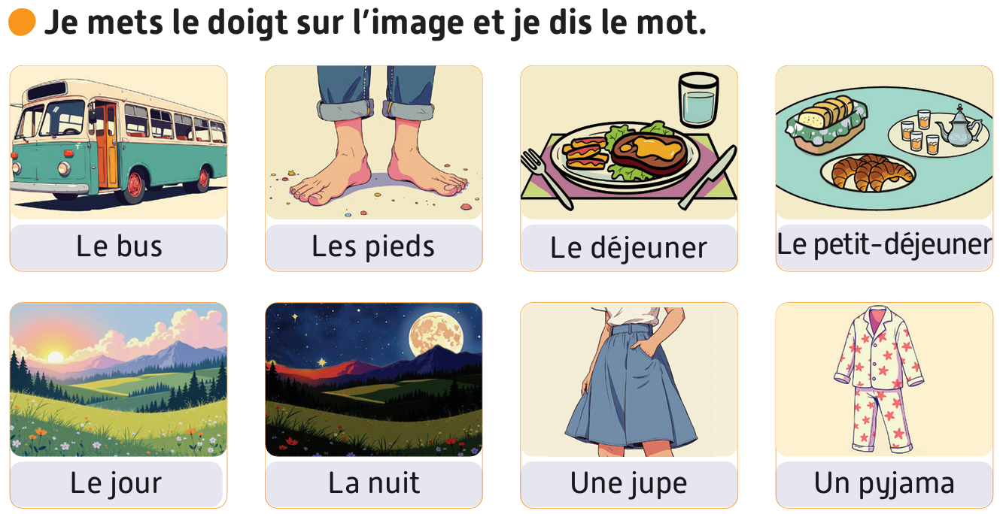 Je mets le doigt sur l'image et je dis le mot.
Le bus
Les pieds
Le déjeuner
Le petit-déjeuner
Le jour
La nuit
Une jupe
Un pyjama